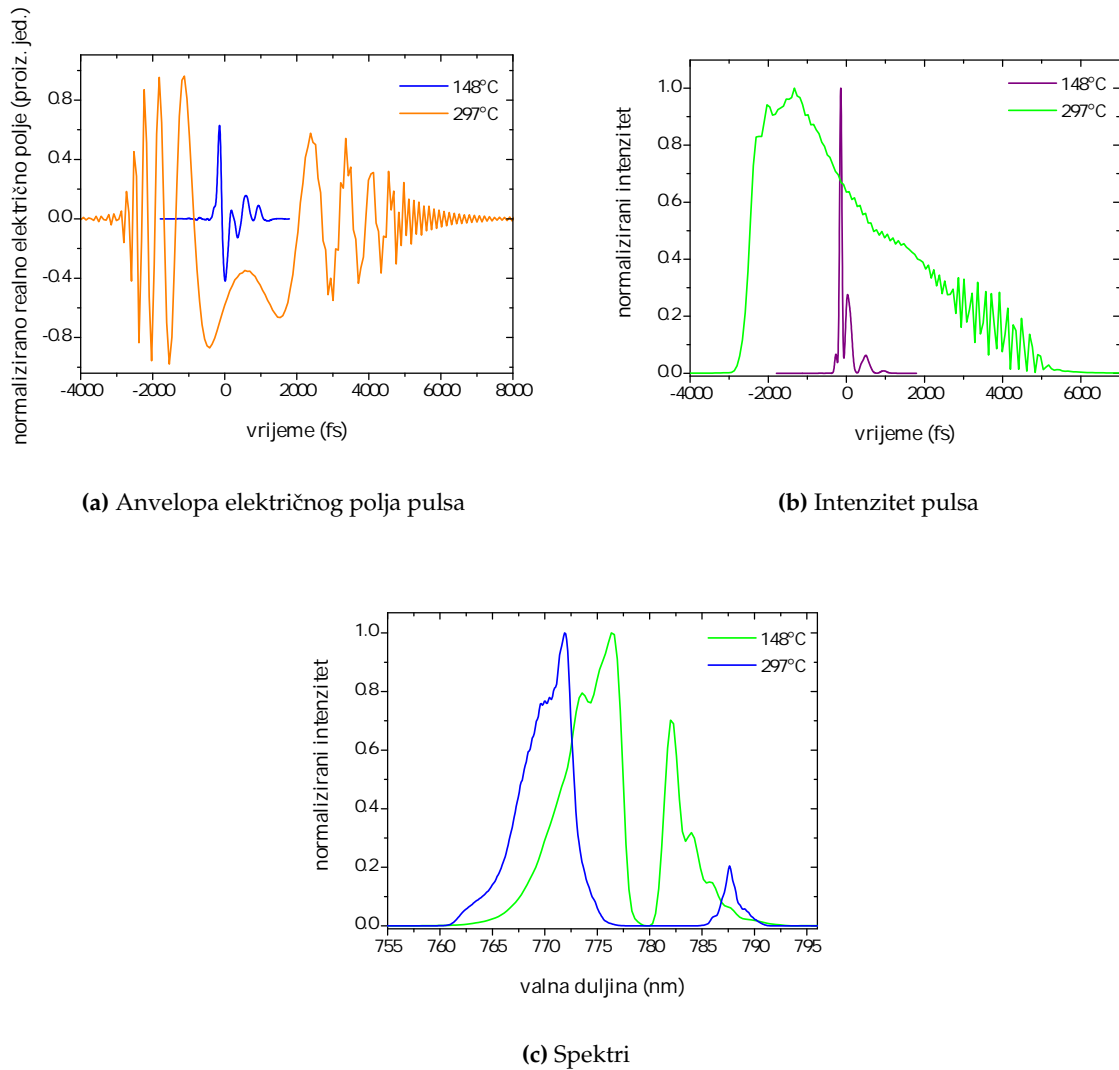 normalizirano realno električno polje (proiz. jed.)
0.8
0.4
0.0
-0.4
-0.8
148°C
297°C
-4000 -2000 0 2000 4000 6000 8000
vrijeme (fs)
(a) Anvelopa električnog polja pulsa
normalizirani intenzitet
1.0
0.8
0.6
0.4
0.2
0.0
148°C
297°C
-4000 -2000 0 2000 4000 6000
vrijeme (fs)
(b) Intenzitet pulsa
normalizirani intenzitet
1.0
0.8
0.6
0.4
0.2
0.0
148°C
297°C
755 760 765 770 775 780 785 790 795
valna duljina (nm)
(c) Spektri